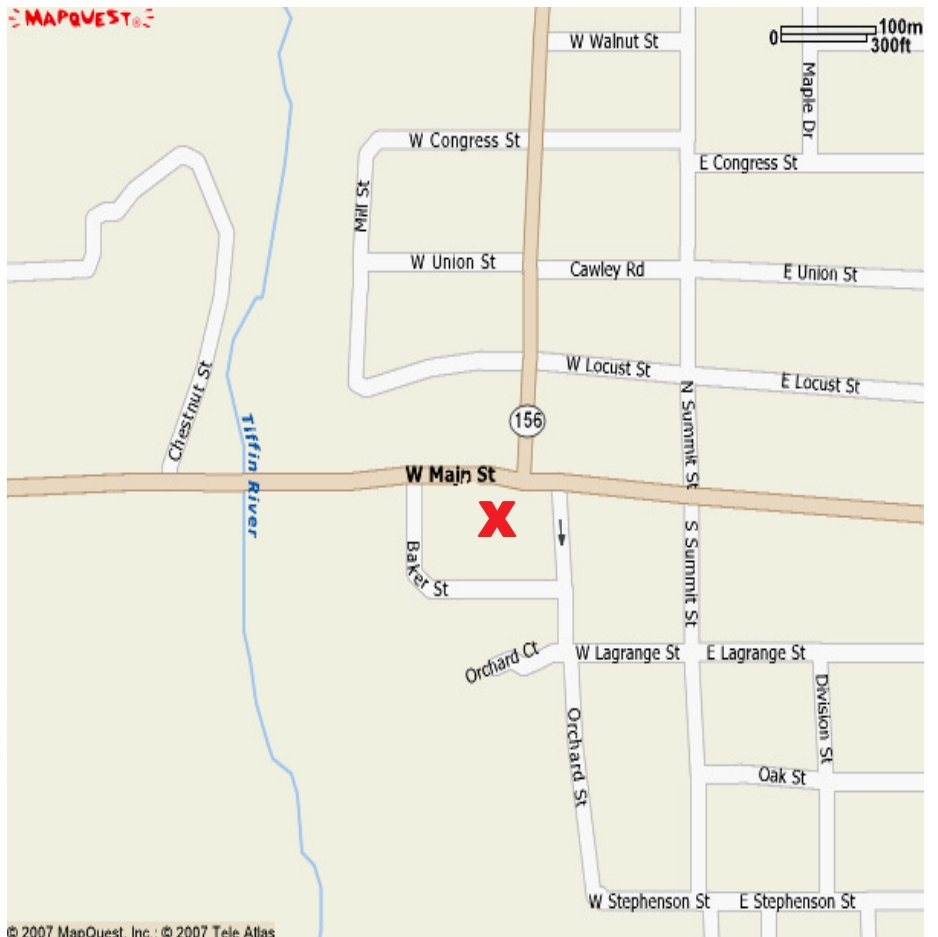 MAPQUEST®
100m
0
300ft
W Walnut St
Maple Dr
W Congress St
E Congress St
Mill St
W Union St
Cawley Rd
E Union St
W Locust St
E Locust St
Chestnut St
N Summit St
156
Tiffin River
W Main St
X
S Summit St
Baker St
Orchard Ct
W Lagrange St
E Lagrange St
Division St
Orchard St
Oak St
W Stephenson St
E Stephenson St
© 2007 MapQuest, Inc.; © 2007 Tele Atlas